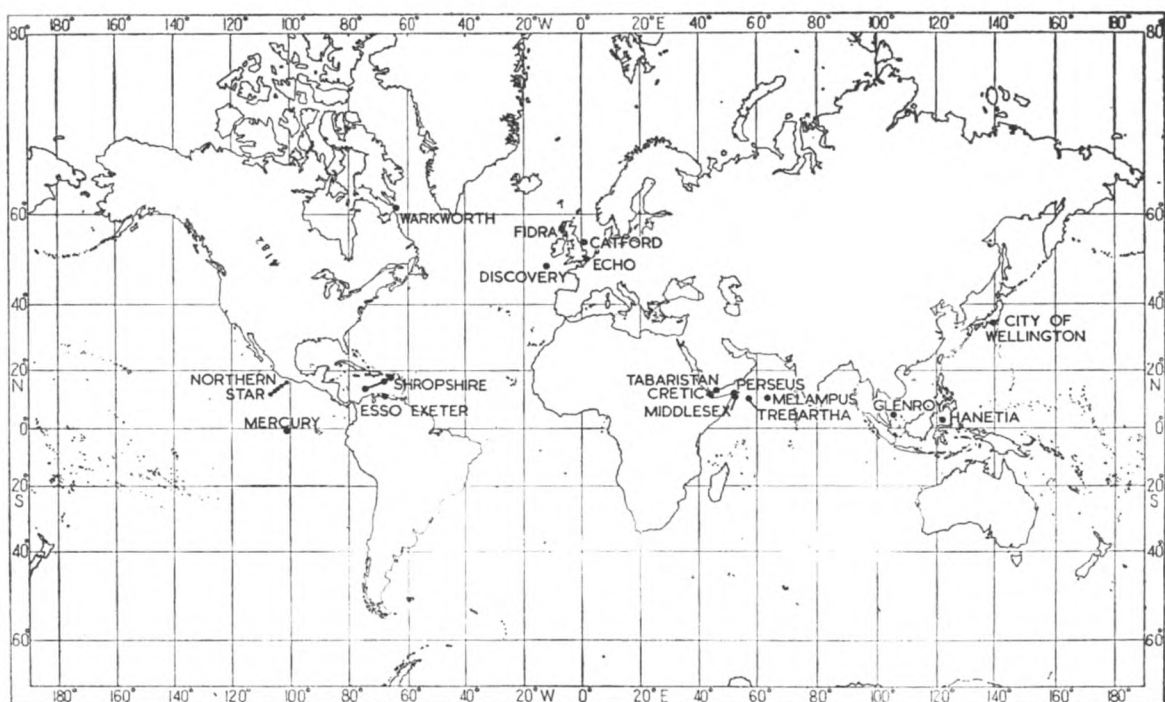 180° 160° 140° 120° 100° 80° 60° 40° 20° W 0° E 20° 40° 60° 80° 100° 120° 140° 160° 180°
80° 80°
60° 60°
WARKWORTH
FIDRA
CATFORD
ECHO
DISCOVERY
40° 40°
CITY OF
WELLINGTON
20° 20°
N N
NORTHERN
STAR
SHROPSHIRE
ESSO EXETER
TABARISTAN
PERSEUS
CRETIC
MELAMPUS
MIDDLESEX
TREBARTHA
GLENROY
HANETIA
MERCURY
0° 0°
20° 20°
S S
40° 40°
60° 60°
180° 160° 140° 120° 100° 80° 60° 40° 20° W 0° E 20° 40° 60° 80° 100° 120° 140° 160° 180°